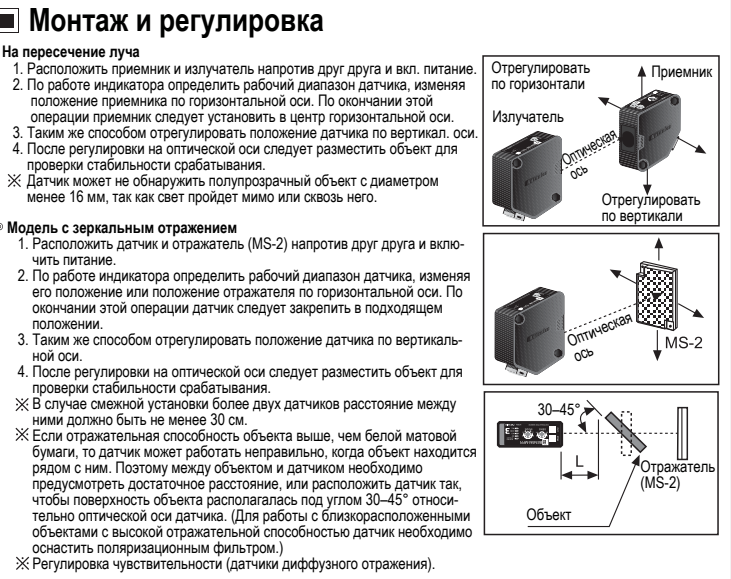 Монтаж и регулировка
На пересечение луча
1. Расположить приемник и излучатель напротив друг друга и вкл. питание.
2. По работе индикатора определить рабочий диапазон датчика, изменяя
положение приемника по горизонтальной оси. По окончании этой
операции приемник следует установить в центр горизонтальной оси.
3. Таким же способом отрегулировать положение датчика по вертикал. оси.
4. После регулировки на оптической оси следует разместить объект для
проверки стабильности срабатывания.
※ Датчик может не обнаружить полупрозрачный объект с диаметром
менее 16 мм, так как свет пройдет мимо или сквозь него.
Отрегулировать
по горизонтали
Приемник
Излучатель
Оптическая
ось
Отрегулировать
по вертикали
Модель с зеркальным отражением
1. Расположить датчик и отражатель (MS-2) напротив друг друга и вклю-
чить питание.
2. По работе индикатора определить рабочий диапазон датчика, изменяя
его положение или положение отражателя по горизонтальной оси. По
окончании этой операции датчик следует закрепить в подходящем
положении.
3. Таким же способом отрегулировать положение датчика по вертикаль-
ной оси.
4. После регулировки на оптической оси следует разместить объект для
проверки стабильности срабатывания.
※ В случае смежной установки более двух датчиков расстояние между
ними должно быть не менее 30 см.
※ Если отражательная способность объекта выше, чем белой матовой
бумаги, то датчик может работать неправильно, когда объект находится
рядом с ним. Поэтому между объектом и датчиком необходимо
предусмотреть достаточное расстояние, или расположить датчик так,
чтобы поверхность объекта располагалась под углом 30–45° относи-
тельно оптической оси датчика. (Для работы с близкорасположенными
объектами с высокой отражательной способностью датчик необходимо
оснастить поляризационным фильтром.)
※ Регулировка чувствительности (датчики диффузного отражения).
Оптическая
ось
MS-2
30–45°
L
Отражатель
(MS-2)
Объект